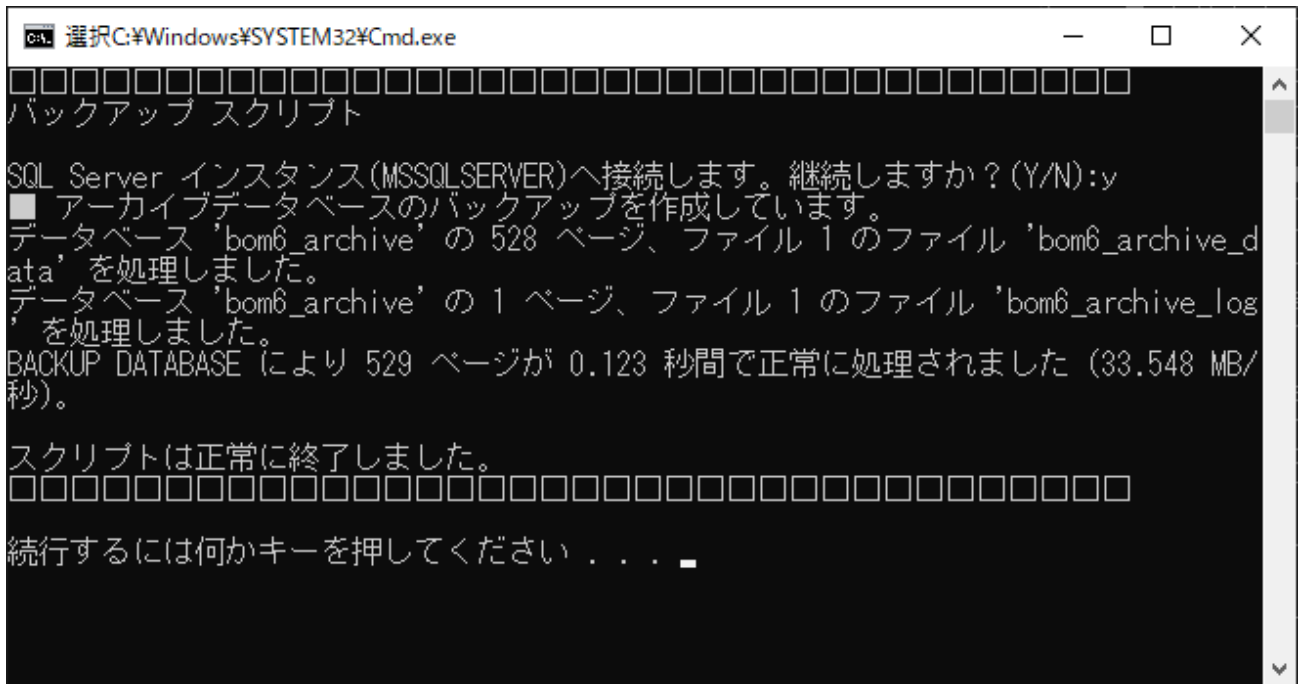 選択C:¥Windows¥SYSTEM32¥Cmd.exe
□□□□□□□□□□□□□□□□□□□□□□□□□□□□□□□□□□□□
バックアップ スクリプト
SQL Server インスタンス(MSSQLSERVER)へ接続します。継続しますか？(Y/N):y
■ アーカイブデータベースのバックアップを作成しています。
データベース 'bom6_archive' の 528 ページ、ファイル 1 のファイル 'bom6_archive_d
ata' を処理しました。
データベース 'bom6_archive' の 1 ページ、ファイル 1 のファイル 'bom6_archive_log
' を処理しました。
BACKUP DATABASE により 529 ページが 0.123 秒間で正常に処理されました (33.548 MB/
秒)。
スクリプトは正常に終了しました。
□□□□□□□□□□□□□□□□□□□□□□□□□□□□□□□□□□□□
続行するには何かキーを押してください . . .